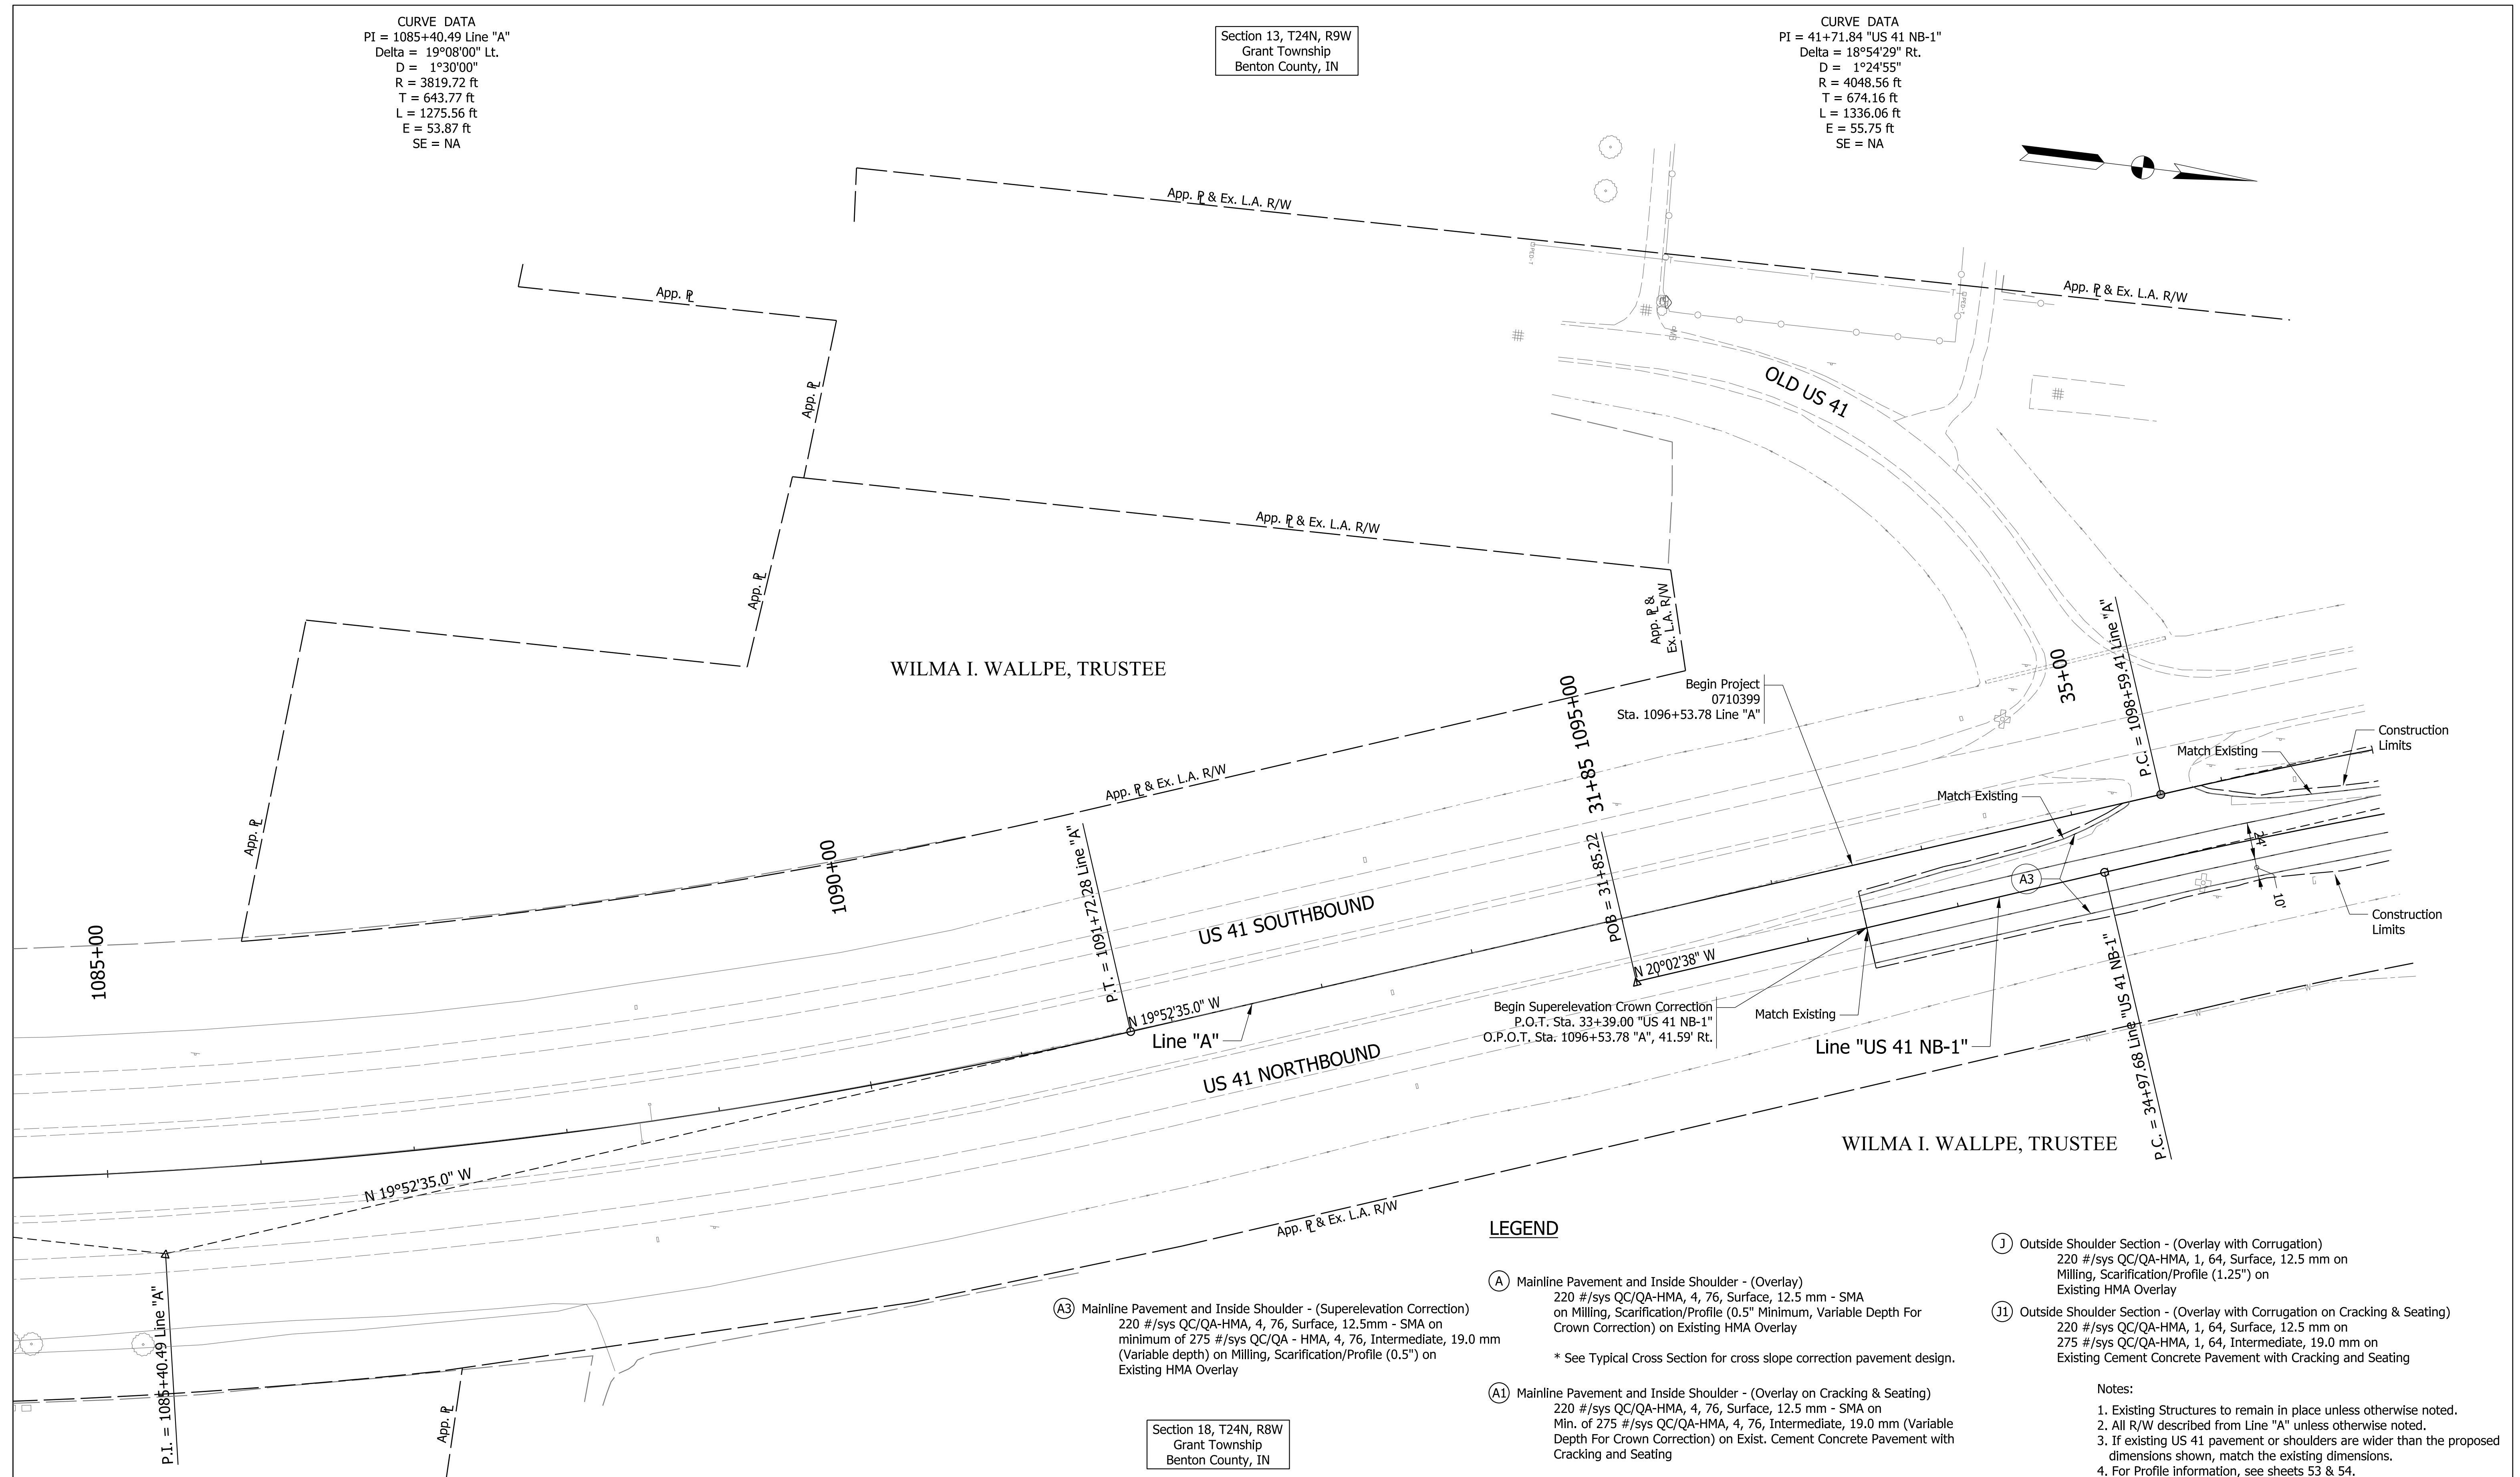 CURVE DATA
PI = 1085+40.49 Line "A"
Delta = 19°08'00" Lt.
D = 1°30'00"
R = 3819.72 ft
T = 643.77 ft
L = 1275.56 ft
E = 53.87 ft
SE = NA
Section 13, T24N, R9W
Grant Township
Benton County, IN
CURVE DATA
PI = 41+71.84 "US 41 NB-1"
Delta = 18°54'29" Rt.
D = 1°24'55"
R = 4048.56 ft
T = 674.16 ft
L = 1336.06 ft
E = 55.75 ft
SE = NA
App. PL & Ex. L.A. R/W
App. PL & Ex. L.A. R/W
App. PL
App. PL
App. PL & Ex. L.A. R/W
App. PL
App. PL &
Ex. L.A. R/W
App. PL
App. PL & Ex. L.A. R/W
PED-1
T
T
T
PED-1
MB
OLD US 41
WILMA I. WALLPE, TRUSTEE
Begin Project
0710399
Sta. 1096+53.78 Line "A"
1085+00
1090+00
1095+00
31+85
35+00
P.T. = 1091+72.28 Line "A"
POB = 31+85.22
P.C. = 1098+59.41 Line "A"
Match Existing
Construction
Limits
Match Existing
A3
24'
10'
Construction
Limits
US 41 SOUTHBOUND
N 20°02'38" W
N 19°52'35.0" W
Line "A"
Begin Superelevation Crown Correction
P.O.T. Sta. 33+39.00 "US 41 NB-1"
O.P.O.T. Sta. 1096+53.78 "A", 41.59' Rt.
Match Existing
Line "US 41 NB-1"
US 41 NORTHBOUND
P.C. = 34+97.68 Line "US 41 NB-1"
W
W
W
N 19°52'35.0" W
WILMA I. WALLPE, TRUSTEE
App. PL & Ex. L.A. R/W
P.I. = 1085+40.49 Line "A"
App. PL
A3 Mainline Pavement and Inside Shoulder - (Superelevation Correction)
220 #/sys QC/QA-HMA, 4, 76, Surface, 12.5mm - SMA on
minimum of 275 #/sys QC/QA - HMA, 4, 76, Intermediate, 19.0 mm
(Variable depth) on Milling, Scarification/Profile (0.5") on
Existing HMA Overlay
Section 18, T24N, R8W
Grant Township
Benton County, IN
LEGEND
A Mainline Pavement and Inside Shoulder - (Overlay)
220 #/sys QC/QA-HMA, 4, 76, Surface, 12.5 mm - SMA
on Milling, Scarification/Profile (0.5" Minimum, Variable Depth For
Crown Correction) on Existing HMA Overlay
* See Typical Cross Section for cross slope correction pavement design.
A1 Mainline Pavement and Inside Shoulder - (Overlay on Cracking & Seating)
220 #/sys QC/QA-HMA, 4, 76, Surface, 12.5 mm - SMA on
Min. of 275 #/sys QC/QA-HMA, 4, 76, Intermediate, 19.0 mm (Variable
Depth For Crown Correction) on Exist. Cement Concrete Pavement with
Cracking and Seating
J Outside Shoulder Section - (Overlay with Corrugation)
220 #/sys QC/QA-HMA, 1, 64, Surface, 12.5 mm on
Milling, Scarification/Profile (1.25") on
Existing HMA Overlay
J1 Outside Shoulder Section - (Overlay with Corrugation on Cracking & Seating)
220 #/sys QC/QA-HMA, 1, 64, Surface, 12.5 mm on
275 #/sys QC/QA-HMA, 1, 64, Intermediate, 19.0 mm on
Existing Cement Concrete Pavement with Cracking and Seating
Notes:
1. Existing Structures to remain in place unless otherwise noted.
2. All R/W described from Line "A" unless otherwise noted.
3. If existing US 41 pavement or shoulders are wider than the proposed
dimensions shown, match the existing dimensions.
4. For Profile information, see sheets 53 & 54.